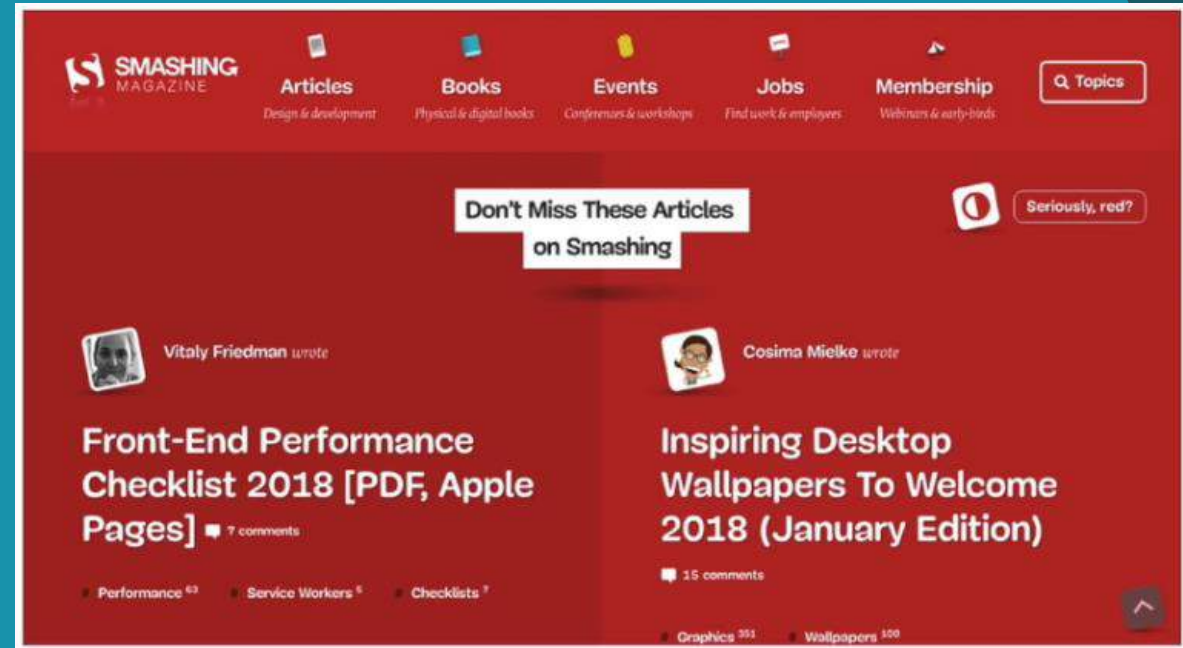 SMASHING
MAGAZINE
Articles
Design & development
Books
Physical & digital books
Events
Conferences & workshops
Jobs
Find work & employees
Membership
Webinars & early-birds
Topics
Don't Miss These Articles
on Smashing
Seriously, red?
Vitaly Friedman wrote
Front-End Performance
Checklist 2018 [PDF, Apple
Pages] 7 comments
Performance 63 Service Workers 5 Checklists 7
Cosima Mielke wrote
Inspiring Desktop
Wallpapers To Welcome
2018 (January Edition)
15 comments
Graphics 351 Wallpapers 100